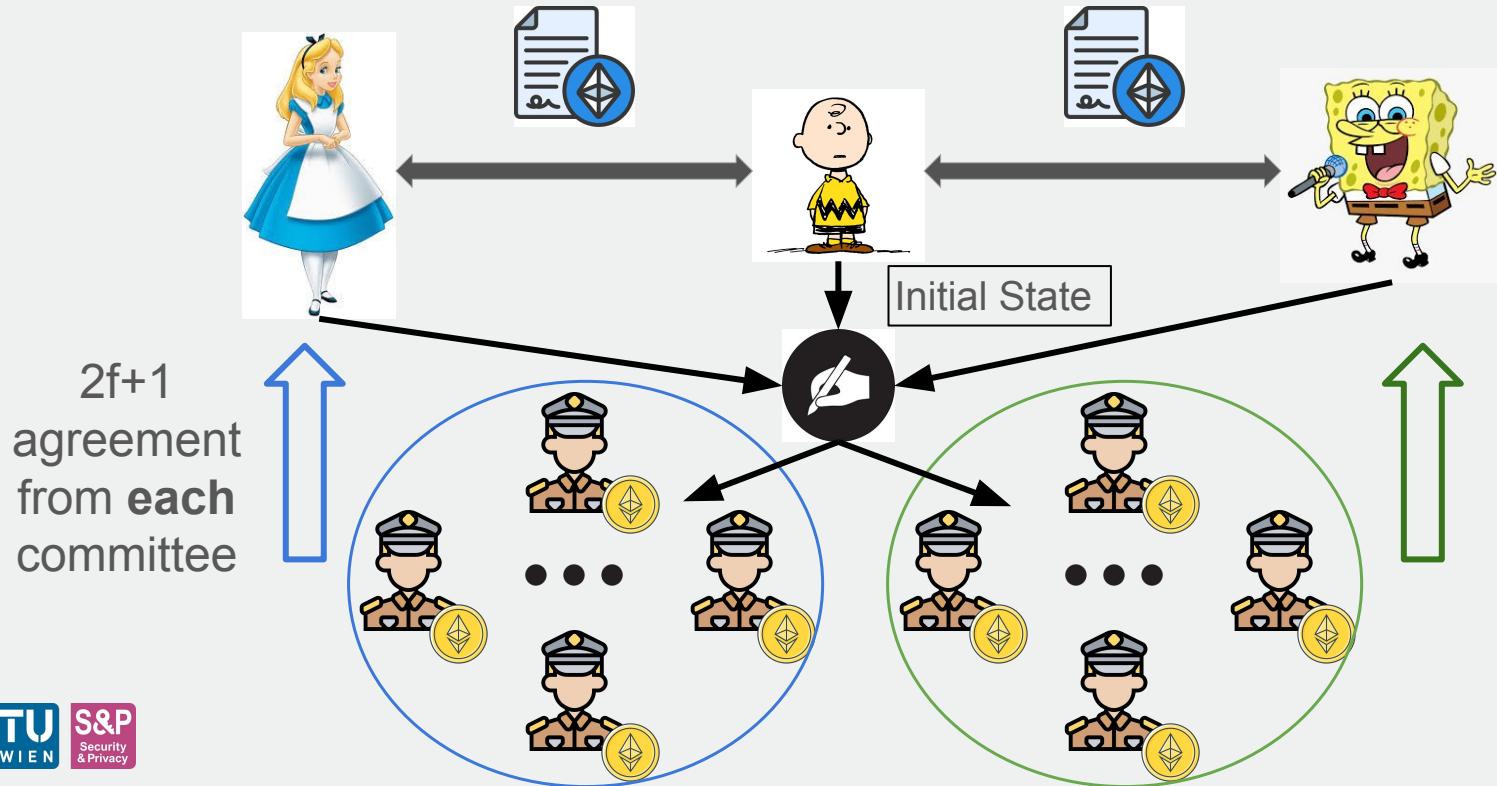 Initial State
2f+1
agreement
from each
committee
TU
WIEN
S&P
Security
& Privacy